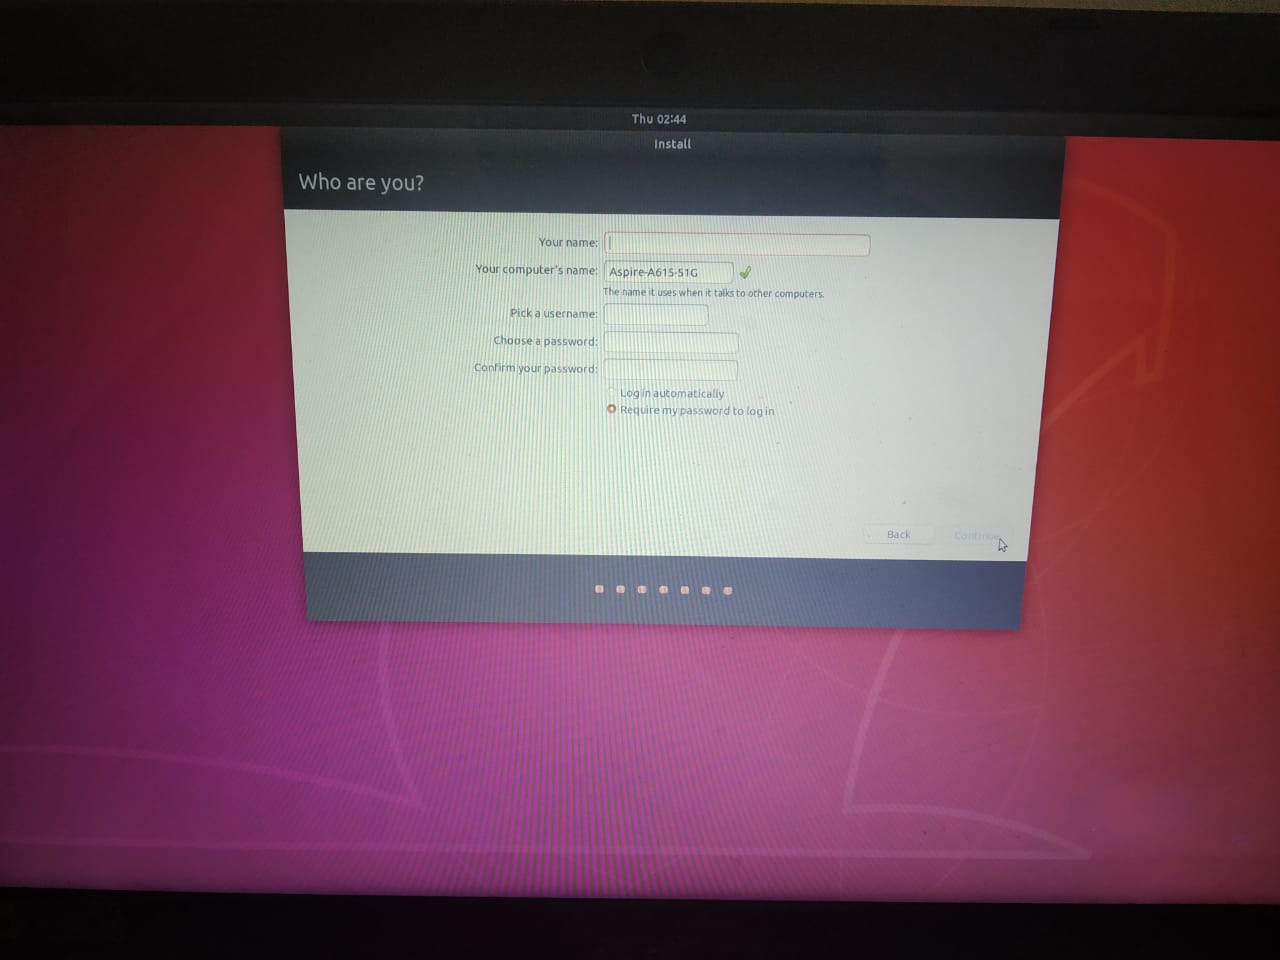 Thu 02:44
Install
Who are you?
Your name:
Your computer's name: Aspire-A615-51G
The name it uses when it talks to other computers.
Pick a username:
Choose a password:
Confirm your password:
Log in automatically
Require my password to log in
Back Continue